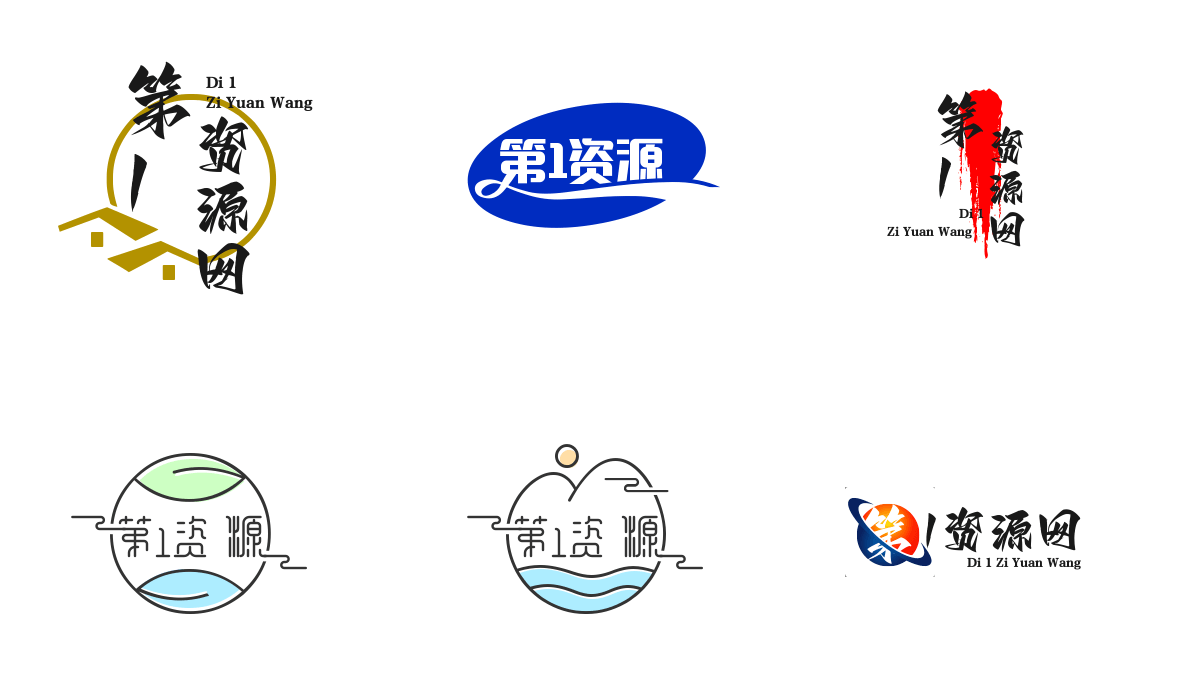 第1
Di 1
Zi Yuan Wang
资源网
第1资源
第1
资源网
Di 1
Zi Yuan Wang
第1资源
第1资源
第1资源网
Di 1 Zi Yuan Wang